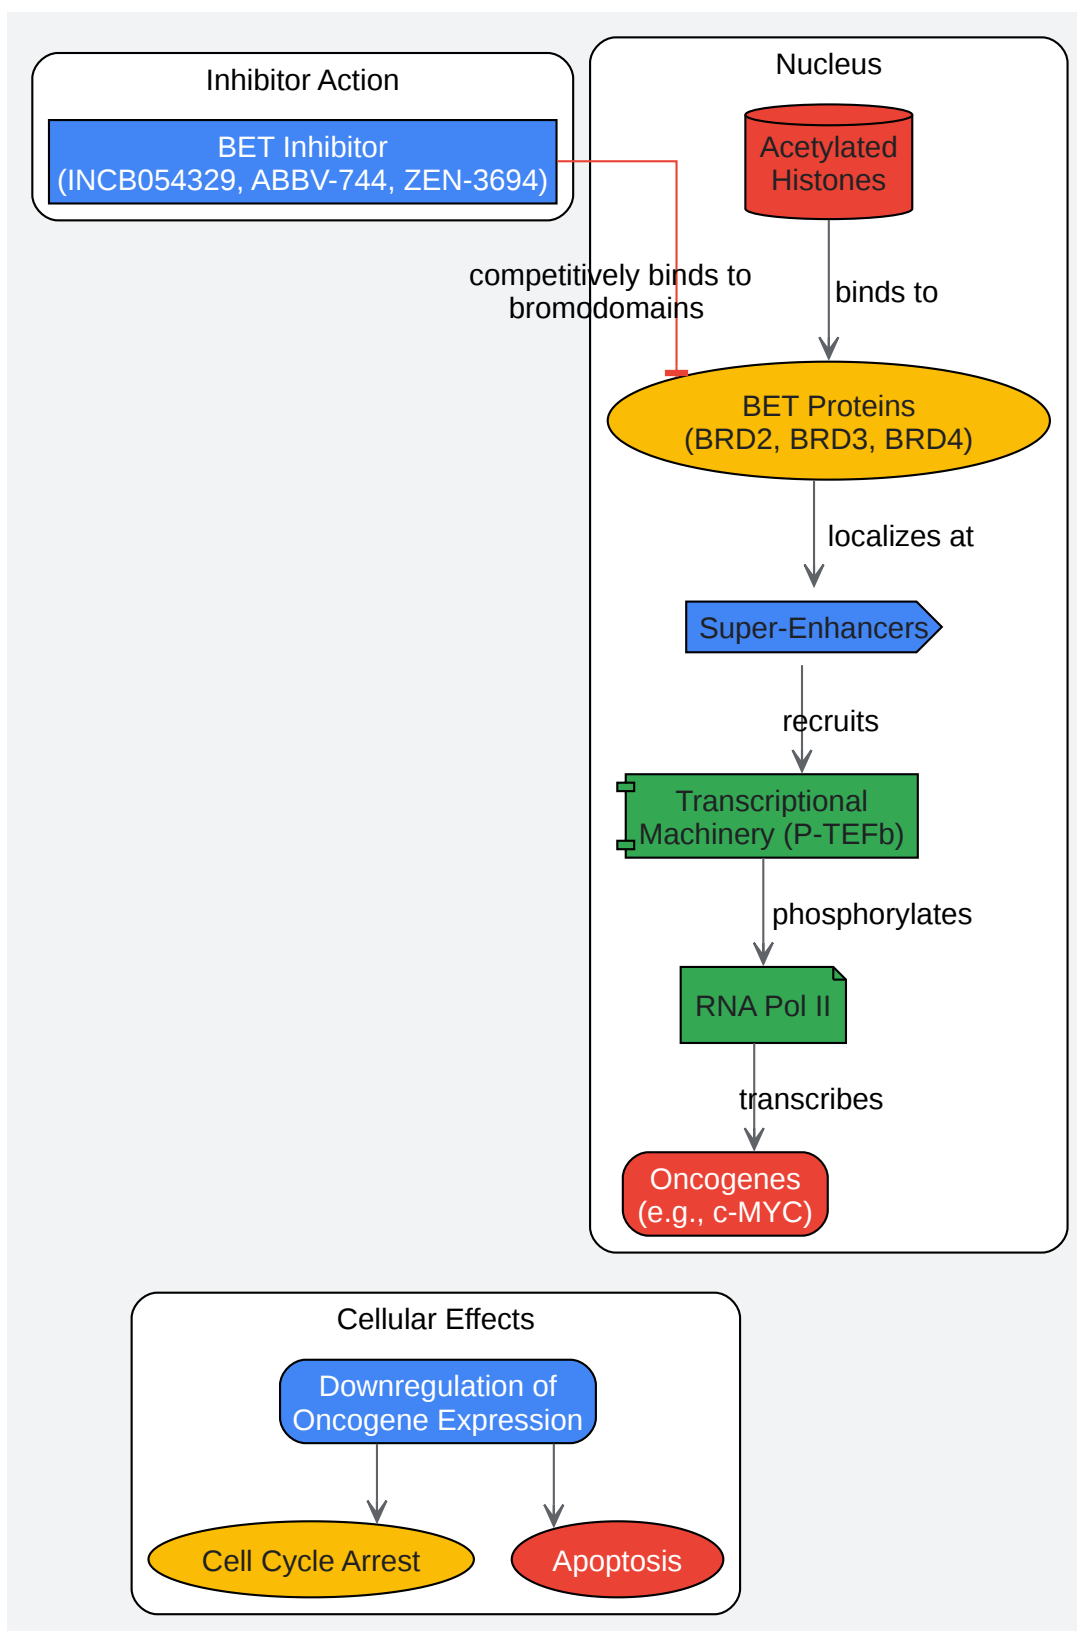 Inhibitor Action
BET Inhibitor
(INCB054329, ABBV-744, ZEN-3694)
Nucleus
Acetylated
Histones
competitively binds to
bromodomains
binds to
BET Proteins
(BRD2, BRD3, BRD4)
localizes at
Super-Enhancers
recruits
Transcriptional
Machinery (P-TEFb)
phosphorylates
RNA Pol II
transcribes
Oncogenes
(e.g., c-MYC)
Cellular Effects
Downregulation of
Oncogene Expression
Cell Cycle Arrest
Apoptosis